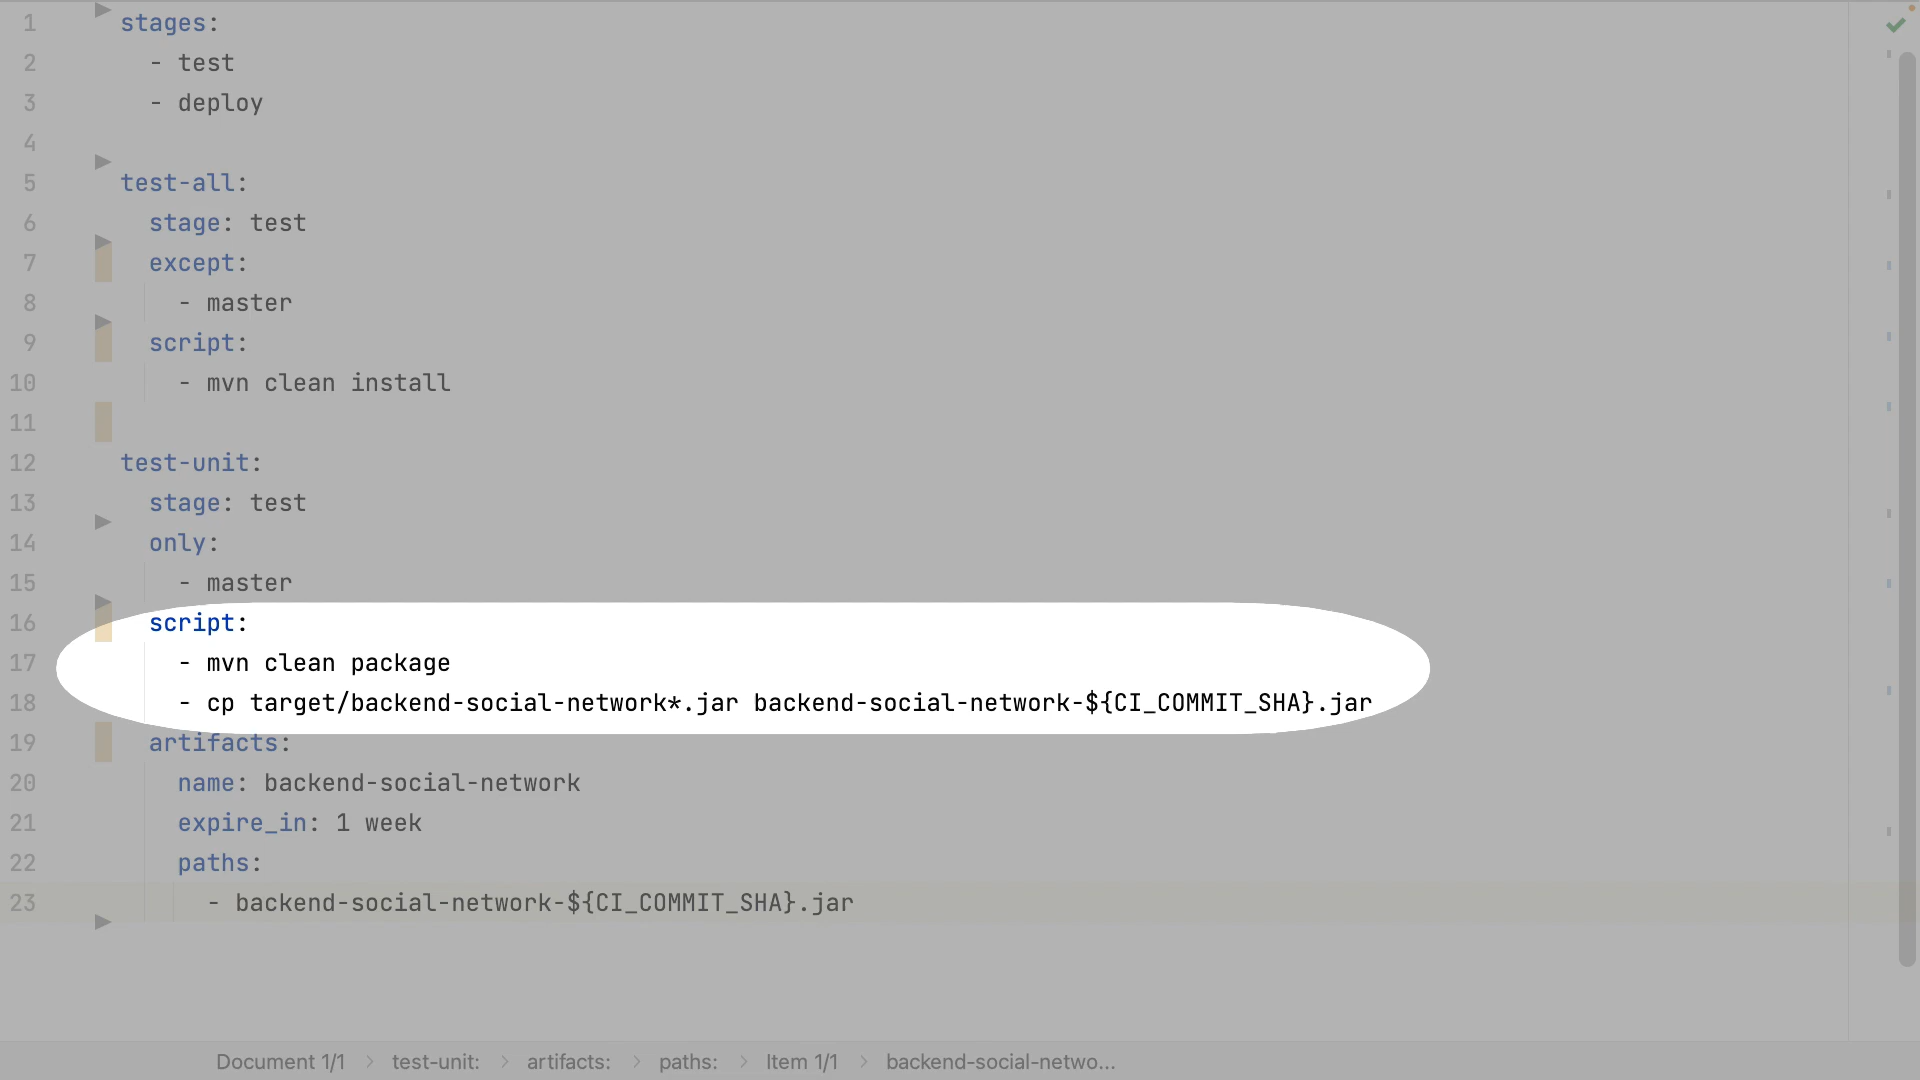 1 stages:
2 - test
3 - deploy
4
5 test-all:
6 stage: test
7 except:
8 - master
9 script:
10 - mvn clean install
11
12 test-unit:
13 stage: test
14 only:
15 - master
16 script:
17 - mvn clean package
18 - cp target/backend-social-network*.jar backend-social-network-${CI_COMMIT_SHA}.jar
19 artifacts:
20 name: backend-social-network
21 expire_in: 1 week
22 paths:
23 - backend-social-network-${CI_COMMIT_SHA}.jar
Document 1/1 > test-unit: > artifacts: > paths: > Item 1/1 > backend-social-netwo...